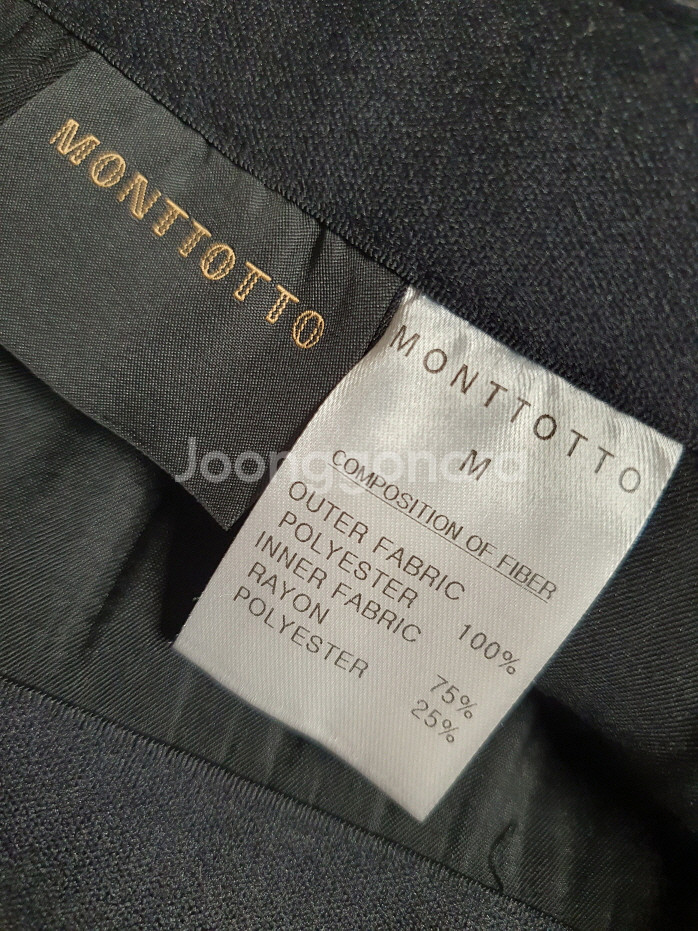 MONTTOTTO
MONTTOTTO
M
COMPOSITION OF FIBER
OUTER FABRIC
POLYESTER 100%
INNER FABRIC
RAYON 75%
POLYESTER 25%
Joonggonara